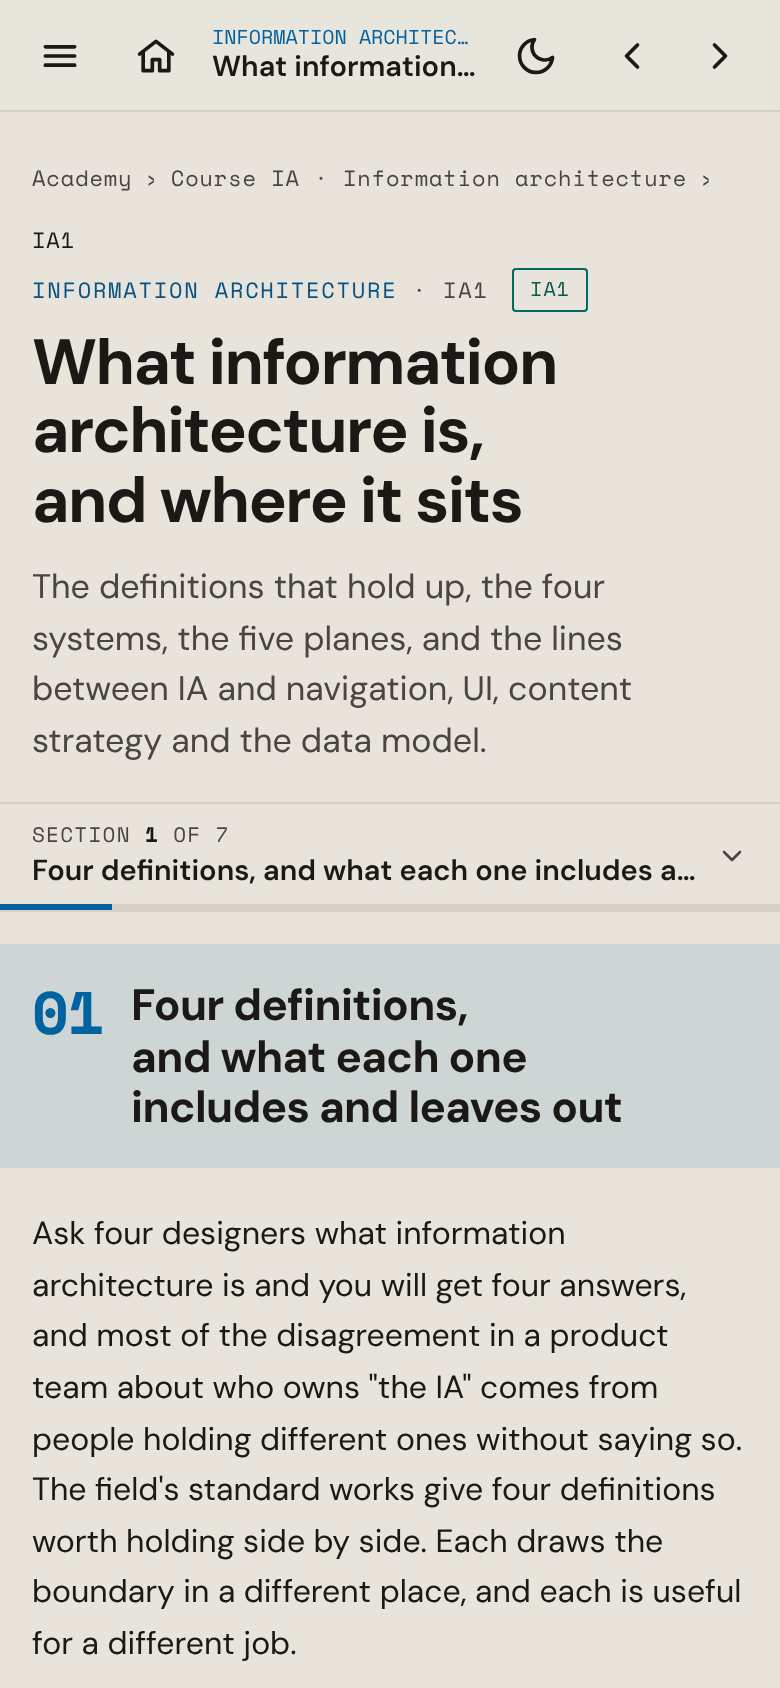 INFORMATION ARCHITEC…
What information…
Academy › Course IA · Information architecture ›
IA1
INFORMATION ARCHITECTURE · IA1 IA1
What information
architecture is,
and where it sits
The definitions that hold up, the four
systems, the five planes, and the lines
between IA and navigation, UI, content
strategy and the data model.
SECTION 1 OF 7
Four definitions, and what each one includes a…
01 Four definitions,
and what each one
includes and leaves out
Ask four designers what information
architecture is and you will get four answers,
and most of the disagreement in a product
team about who owns "the IA" comes from
people holding different ones without saying so.
The field's standard works give four definitions
worth holding side by side. Each draws the
boundary in a different place, and each is useful
for a different job.